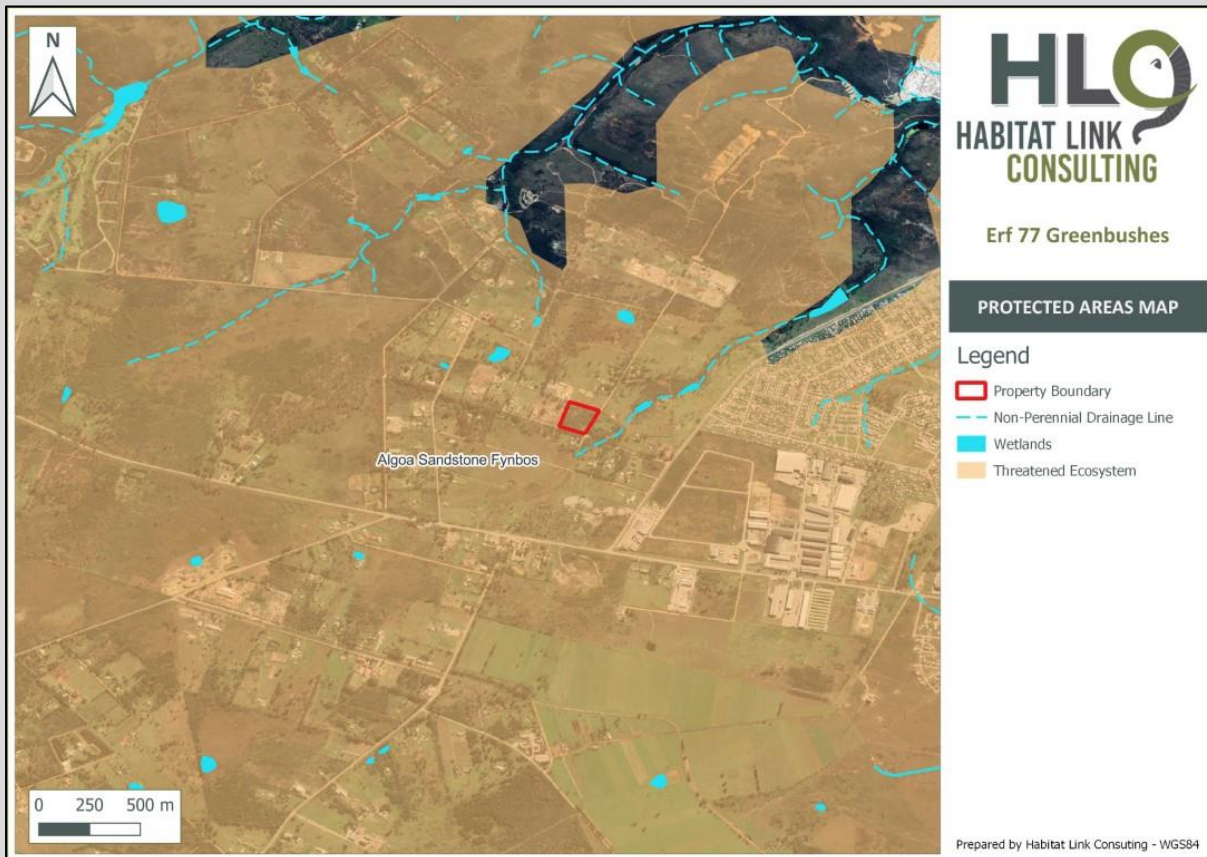 N
Algoa Sandstone Fynbos
0 250 500 m
HLC
HABITAT LINK
CONSULTING
Erf 77 Greenbushes
PROTECTED AREAS MAP
Legend
Property Boundary
Non-Perennial Drainage Line
Wetlands
Threatened Ecosystem
Prepared by Habitat Link Consuting - WGS84